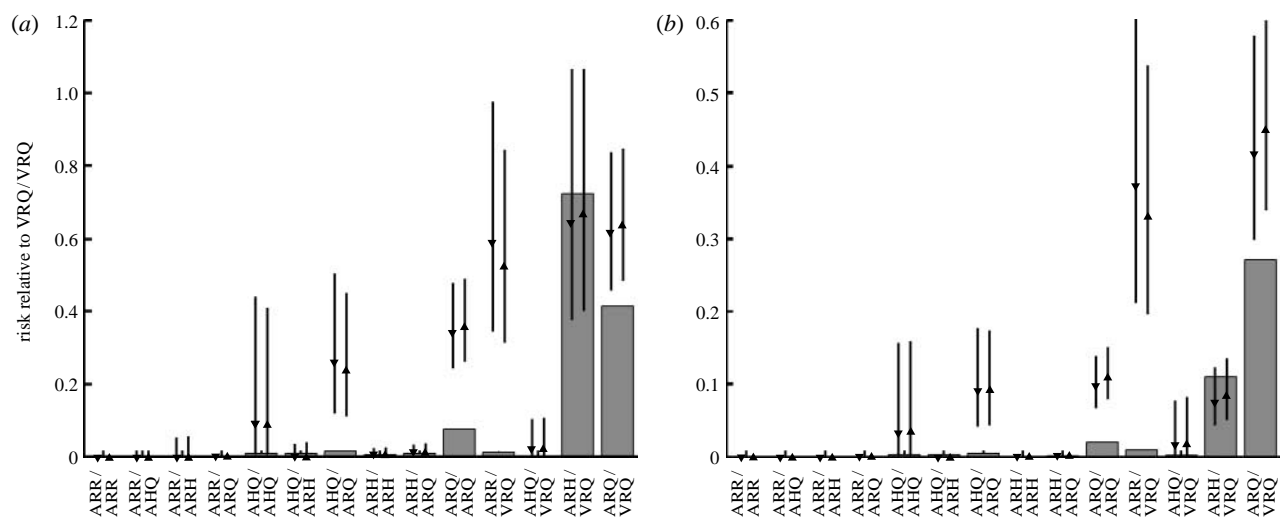 (a)
risk relative to VRQ/VRQ
1.2
1.0
0.8
0.6
0.4
0.2
0
ARR/
ARR
ARR/
AHQ
ARR/
ARH
ARR/
ARQ
AHQ/
AHQ
AHQ/
ARH
AHQ/
ARQ
ARH/
ARH
ARH/
ARQ
ARQ/
ARQ
ARR/
VRQ
AHQ/
VRQ
ARH/
VRQ
ARQ/
VRQ
(b)
0.6
0.5
0.4
0.3
0.2
0.1
0
ARR/
ARR
ARR/
AHQ
ARR/
ARH
ARR/
ARQ
AHQ/
AHQ
AHQ/
ARH
AHQ/
ARQ
ARH/
ARH
ARH/
ARQ
ARQ/
ARQ
ARR/
VRQ
AHQ/
VRQ
ARH/
VRQ
ARQ/
VRQ